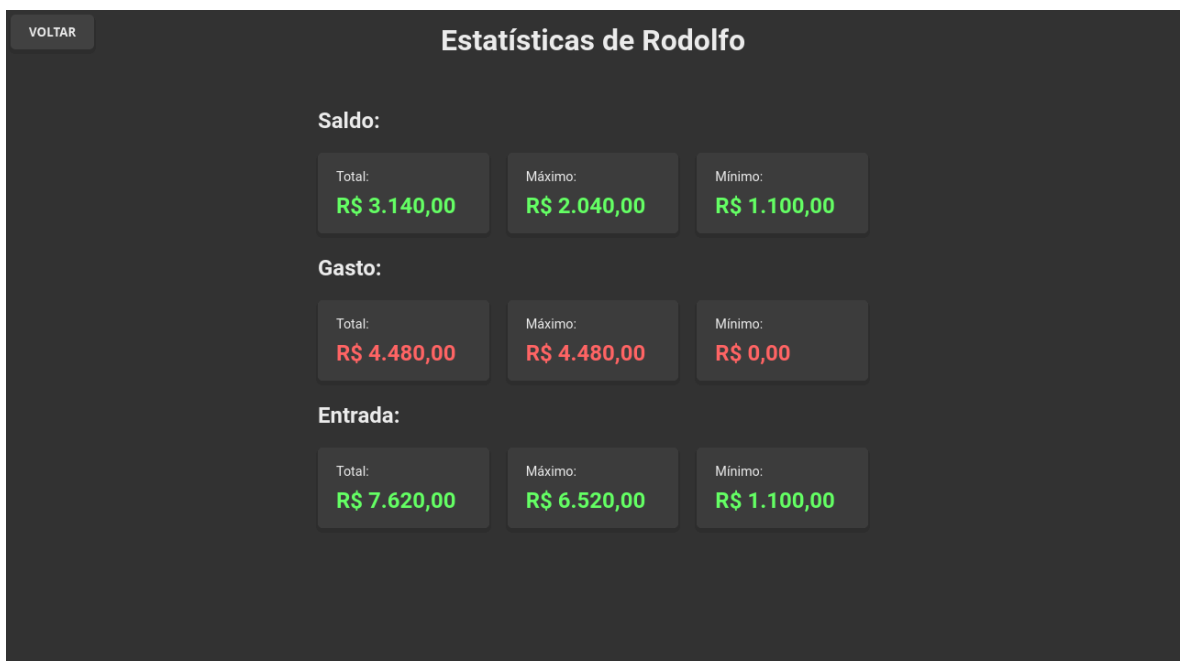 VOLTAR
Estatísticas de Rodolfo
Saldo:
Total: Máximo: Mínimo:
R$ 3.140,00 R$ 2.040,00 R$ 1.100,00
Gasto:
Total: Máximo: Mínimo:
R$ 4.480,00 R$ 4.480,00 R$ 0,00
Entrada:
Total: Máximo: Mínimo:
R$ 7.620,00 R$ 6.520,00 R$ 1.100,00